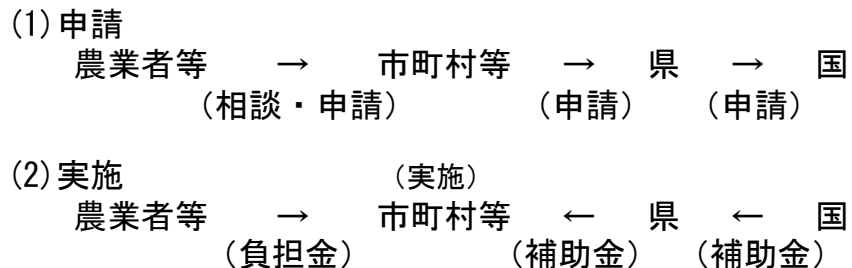 (1)申請
農業者等 → 市町村等 → 県 → 国
(相談・申請) (申請) (申請)
(2)実施 (実施)
農業者等 → 市町村等 ← 県 ← 国
(負担金) (補助金) (補助金)